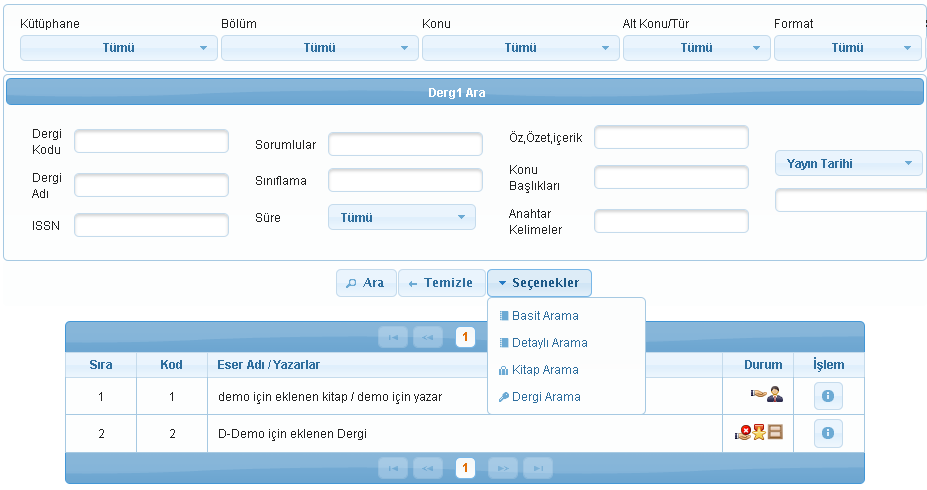 Kütüphane Bölüm Konu Alt Konu/Tür Format
Tümü Tümü Tümü Tümü Tümü
Derg1 Ara
Dergi
Kodu
Sorumlular
Öz,Özet,içerik
Dergi
Adı
Sınıflama
Konu
Başlıkları
Yayın Tarihi
ISSN
Süre
Tümü
Anahtar
Kelimeler
Ara Temizle Seçenekler
Basit Arama
Detaylı Arama
Kitap Arama
Dergi Arama
1
Sıra Kod Eser Adı / Yazarlar Durum İşlem
1 1 demo için eklenen kitap / demo için yazar
2 2 D-Demo için eklenen Dergi
1